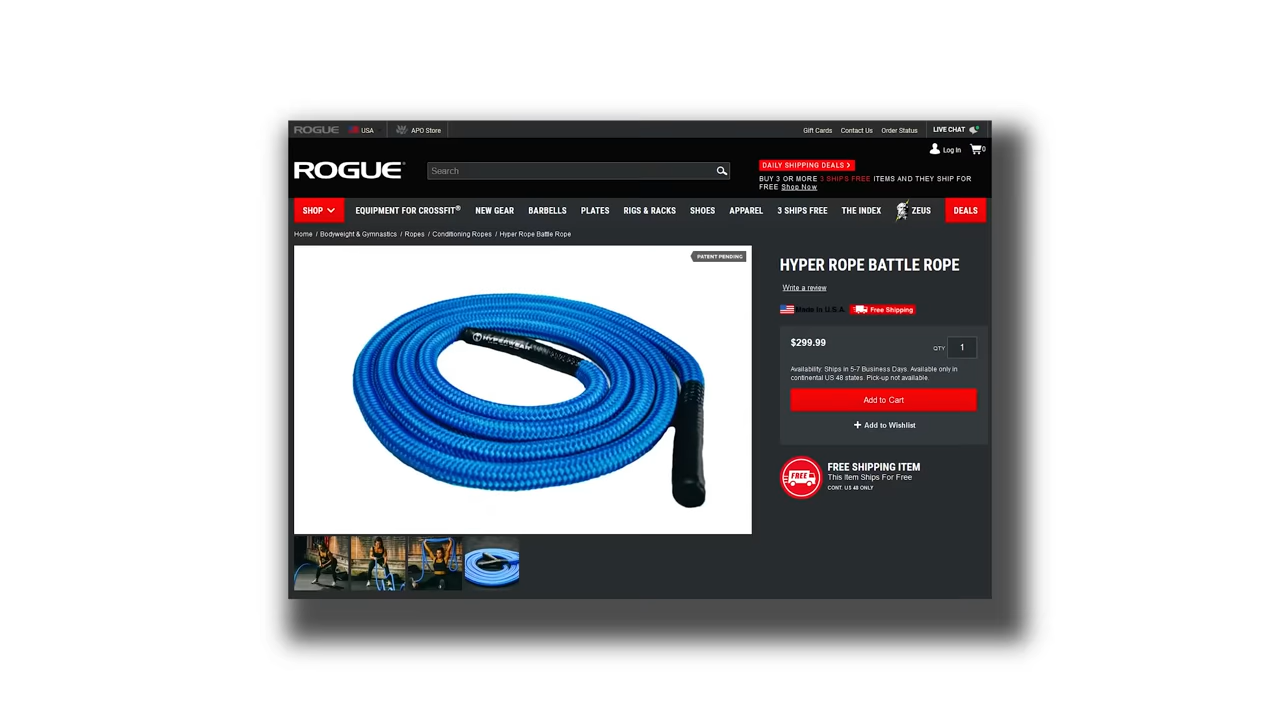 ROGUE USA APO Store Gift Cards Contact Us Order Status LIVE CHAT
Log In 0
ROGUE Search
DAILY SHIPPING DEALS >
BUY 3 OR MORE 3 SHIPS FREE ITEMS AND THEY SHIP FOR
FREE Shop Now
SHOP EQUIPMENT FOR CROSSFIT® NEW GEAR BARBELLS PLATES RIGS & RACKS SHOES APPAREL 3 SHIPS FREE THE INDEX ZEUS DEALS
Home / Bodyweight & Gymnastics / Ropes / Conditioning Ropes / Hyper Rope Battle Rope
PATENT PENDING
HYPERWEAR
HYPER ROPE BATTLE ROPE
Write a review
Made in U.S.A. Free Shipping
$299.99
QTY 1
Availability: Ships in 5-7 Business Days. Available only in
continental US 48 states. Pick-up not available.
Add to Cart
+ Add to Wishlist
FREE
FREE SHIPPING ITEM
This Item Ships For Free
CONT. US 48 ONLY